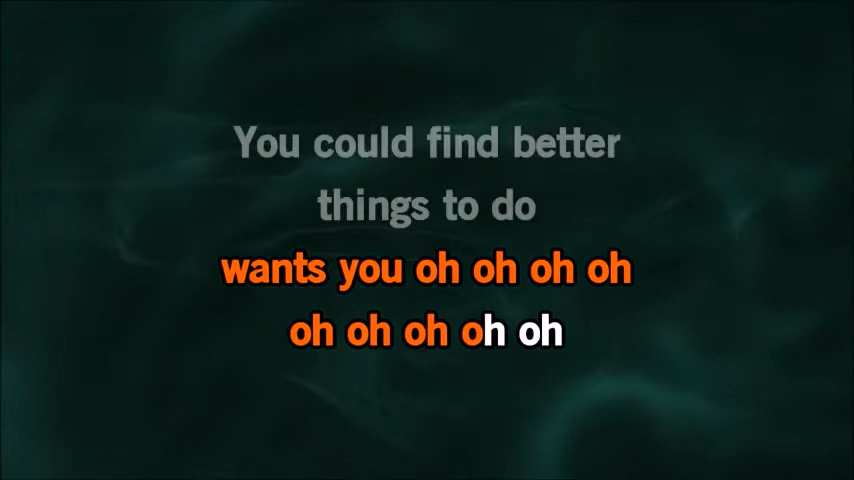 You could find better
things to do
wants you oh oh oh oh
oh oh oh oh oh